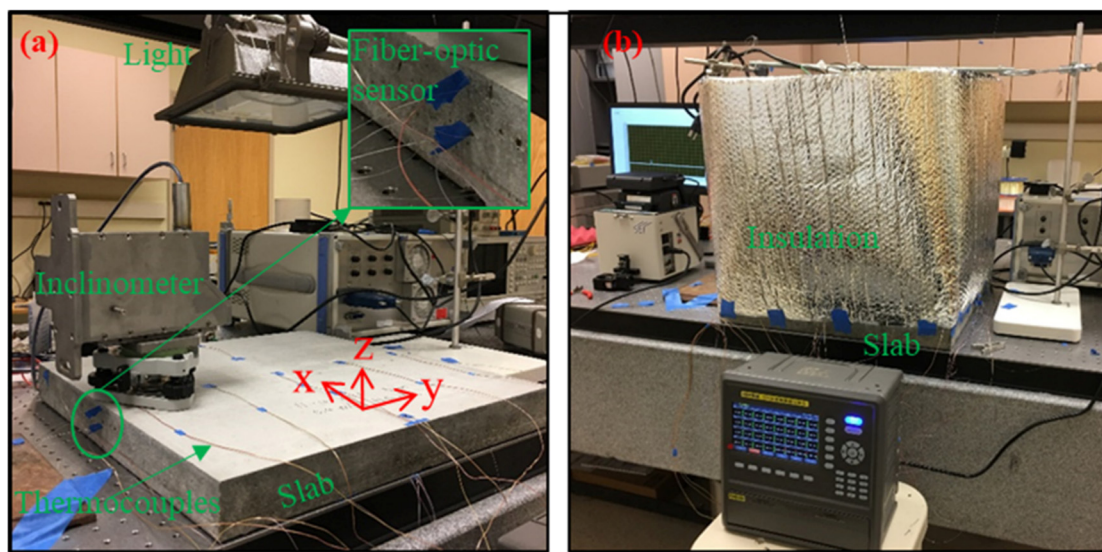 (a)
Light
Fiber-optic
sensor
Inclinometer
z
x
y
Thermocouples
Slab
(b)
Insulation
Slab